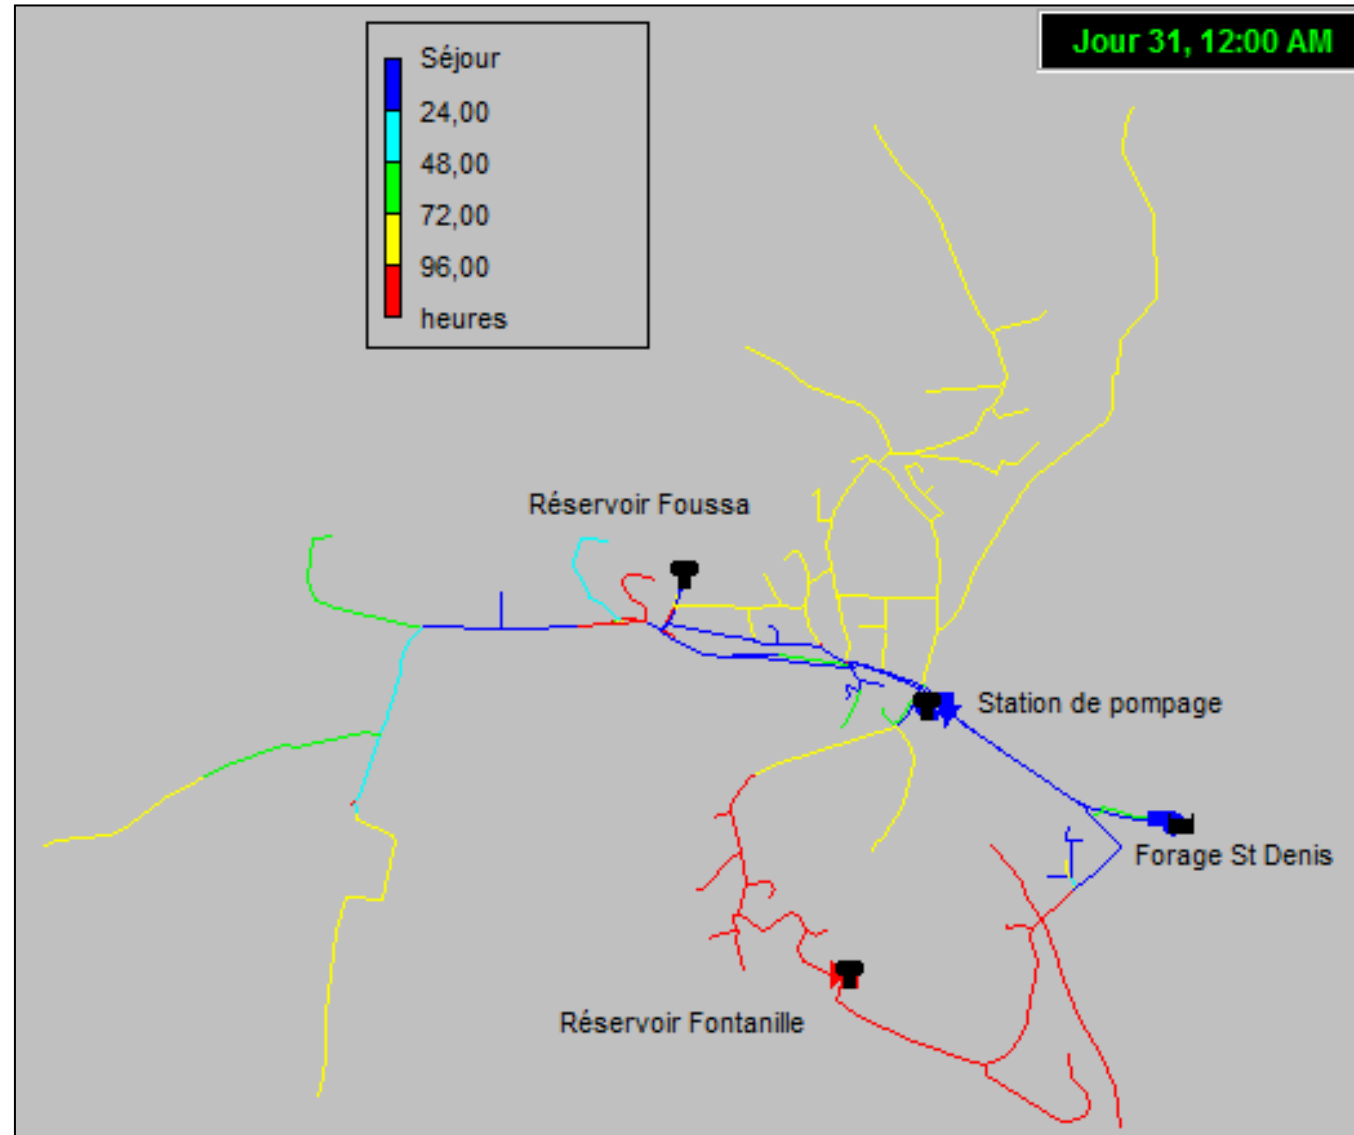 Jour 31, 12:00 AM
Séjour
24,00
48,00
72,00
96,00
heures
Réservoir Foussa
Station de pompage
Forage St Denis
Réservoir Fontanille